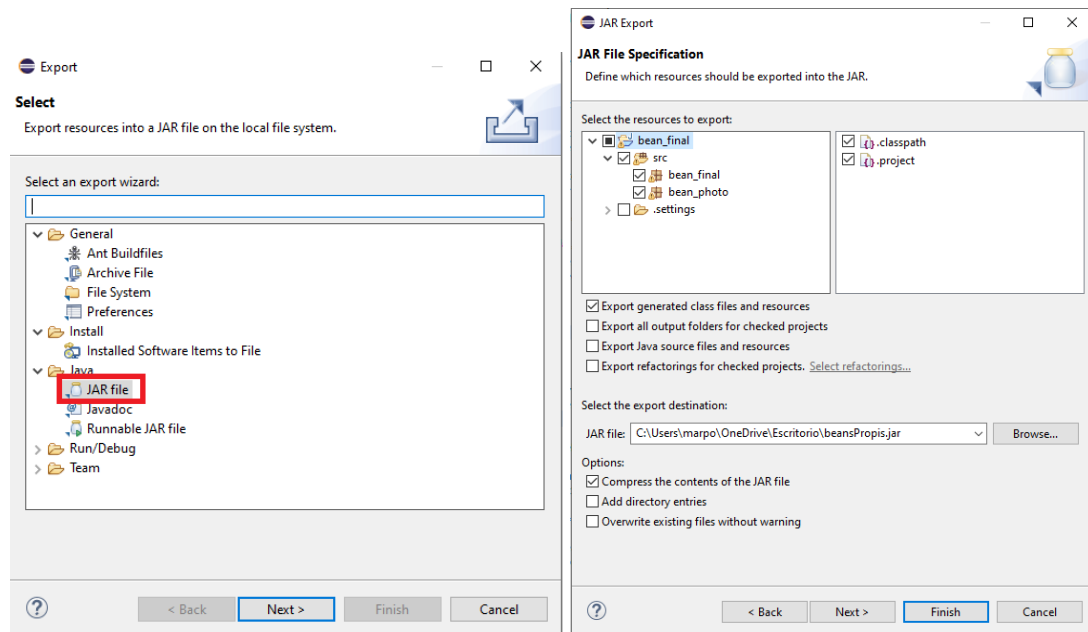 Export
Select
Export resources into a JAR file on the local file system.
Select an export wizard:
General
Ant Buildfiles
Archive File
File System
Preferences
Install
Installed Software Items to File
Java
JAR file
Javadoc
Runnable JAR file
Run/Debug
Team
?
< Back
Next >
Finish
Cancel
JAR Export
JAR File Specification
Define which resources should be exported into the JAR.
Select the resources to export:
bean_final
src
bean_final
bean_photo
.settings
.classpath
.project
Export generated class files and resources
Export all output folders for checked projects
Export Java source files and resources
Export refactorings for checked projects. Select refactorings...
Select the export destination:
JAR file: C:\Users\marpo\OneDrive\Escritorio\beansPropis.jar
Browse...
Options:
Compress the contents of the JAR file
Add directory entries
Overwrite existing files without warning
?
< Back
Next >
Finish
Cancel